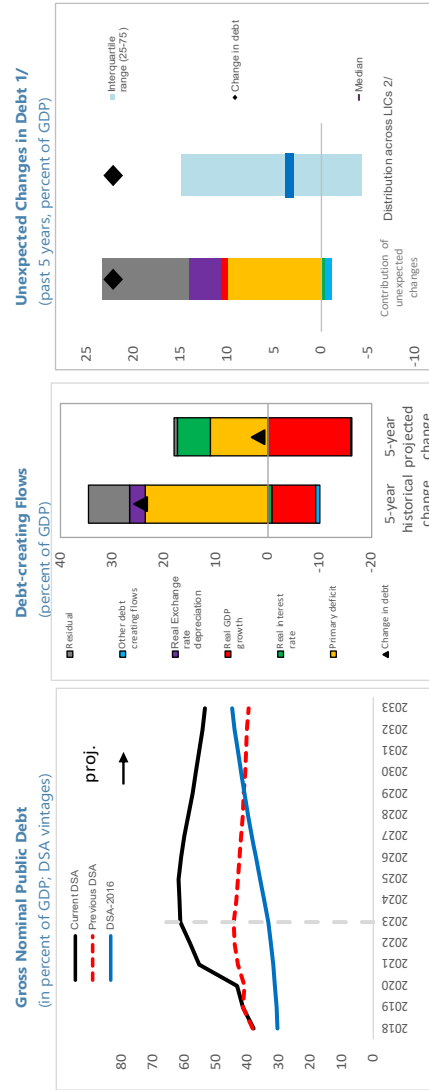 Gross Nominal Public Debt
(in percent of GDP; DSA vintages)
Current DSA
Previous DSA
DSA-2016
proj.
80
70
60
50
40
30
20
10
0
2018
2019
2020
2021
2022
2023
2024
2025
2026
2027
2028
2029
2030
2031
2032
2033
Debt-creating Flows
(percent of GDP)
Residual
Other debt
creating flows
Real Exchange
rate
depreciation
Real GDP
growth
Real interest
rate
Primary deficit
Change in debt
40
30
20
10
0
-10
-20
5-year
historical
change
5-year
projected
change
Unexpected Changes in Debt 1/
(past 5 years, percent of GDP)
25
20
15
10
5
0
-5
-10
Interquartile
range (25-75)
Change in debt
Median
Contribution of
unexpected
changes
Distribution across LICs 2/